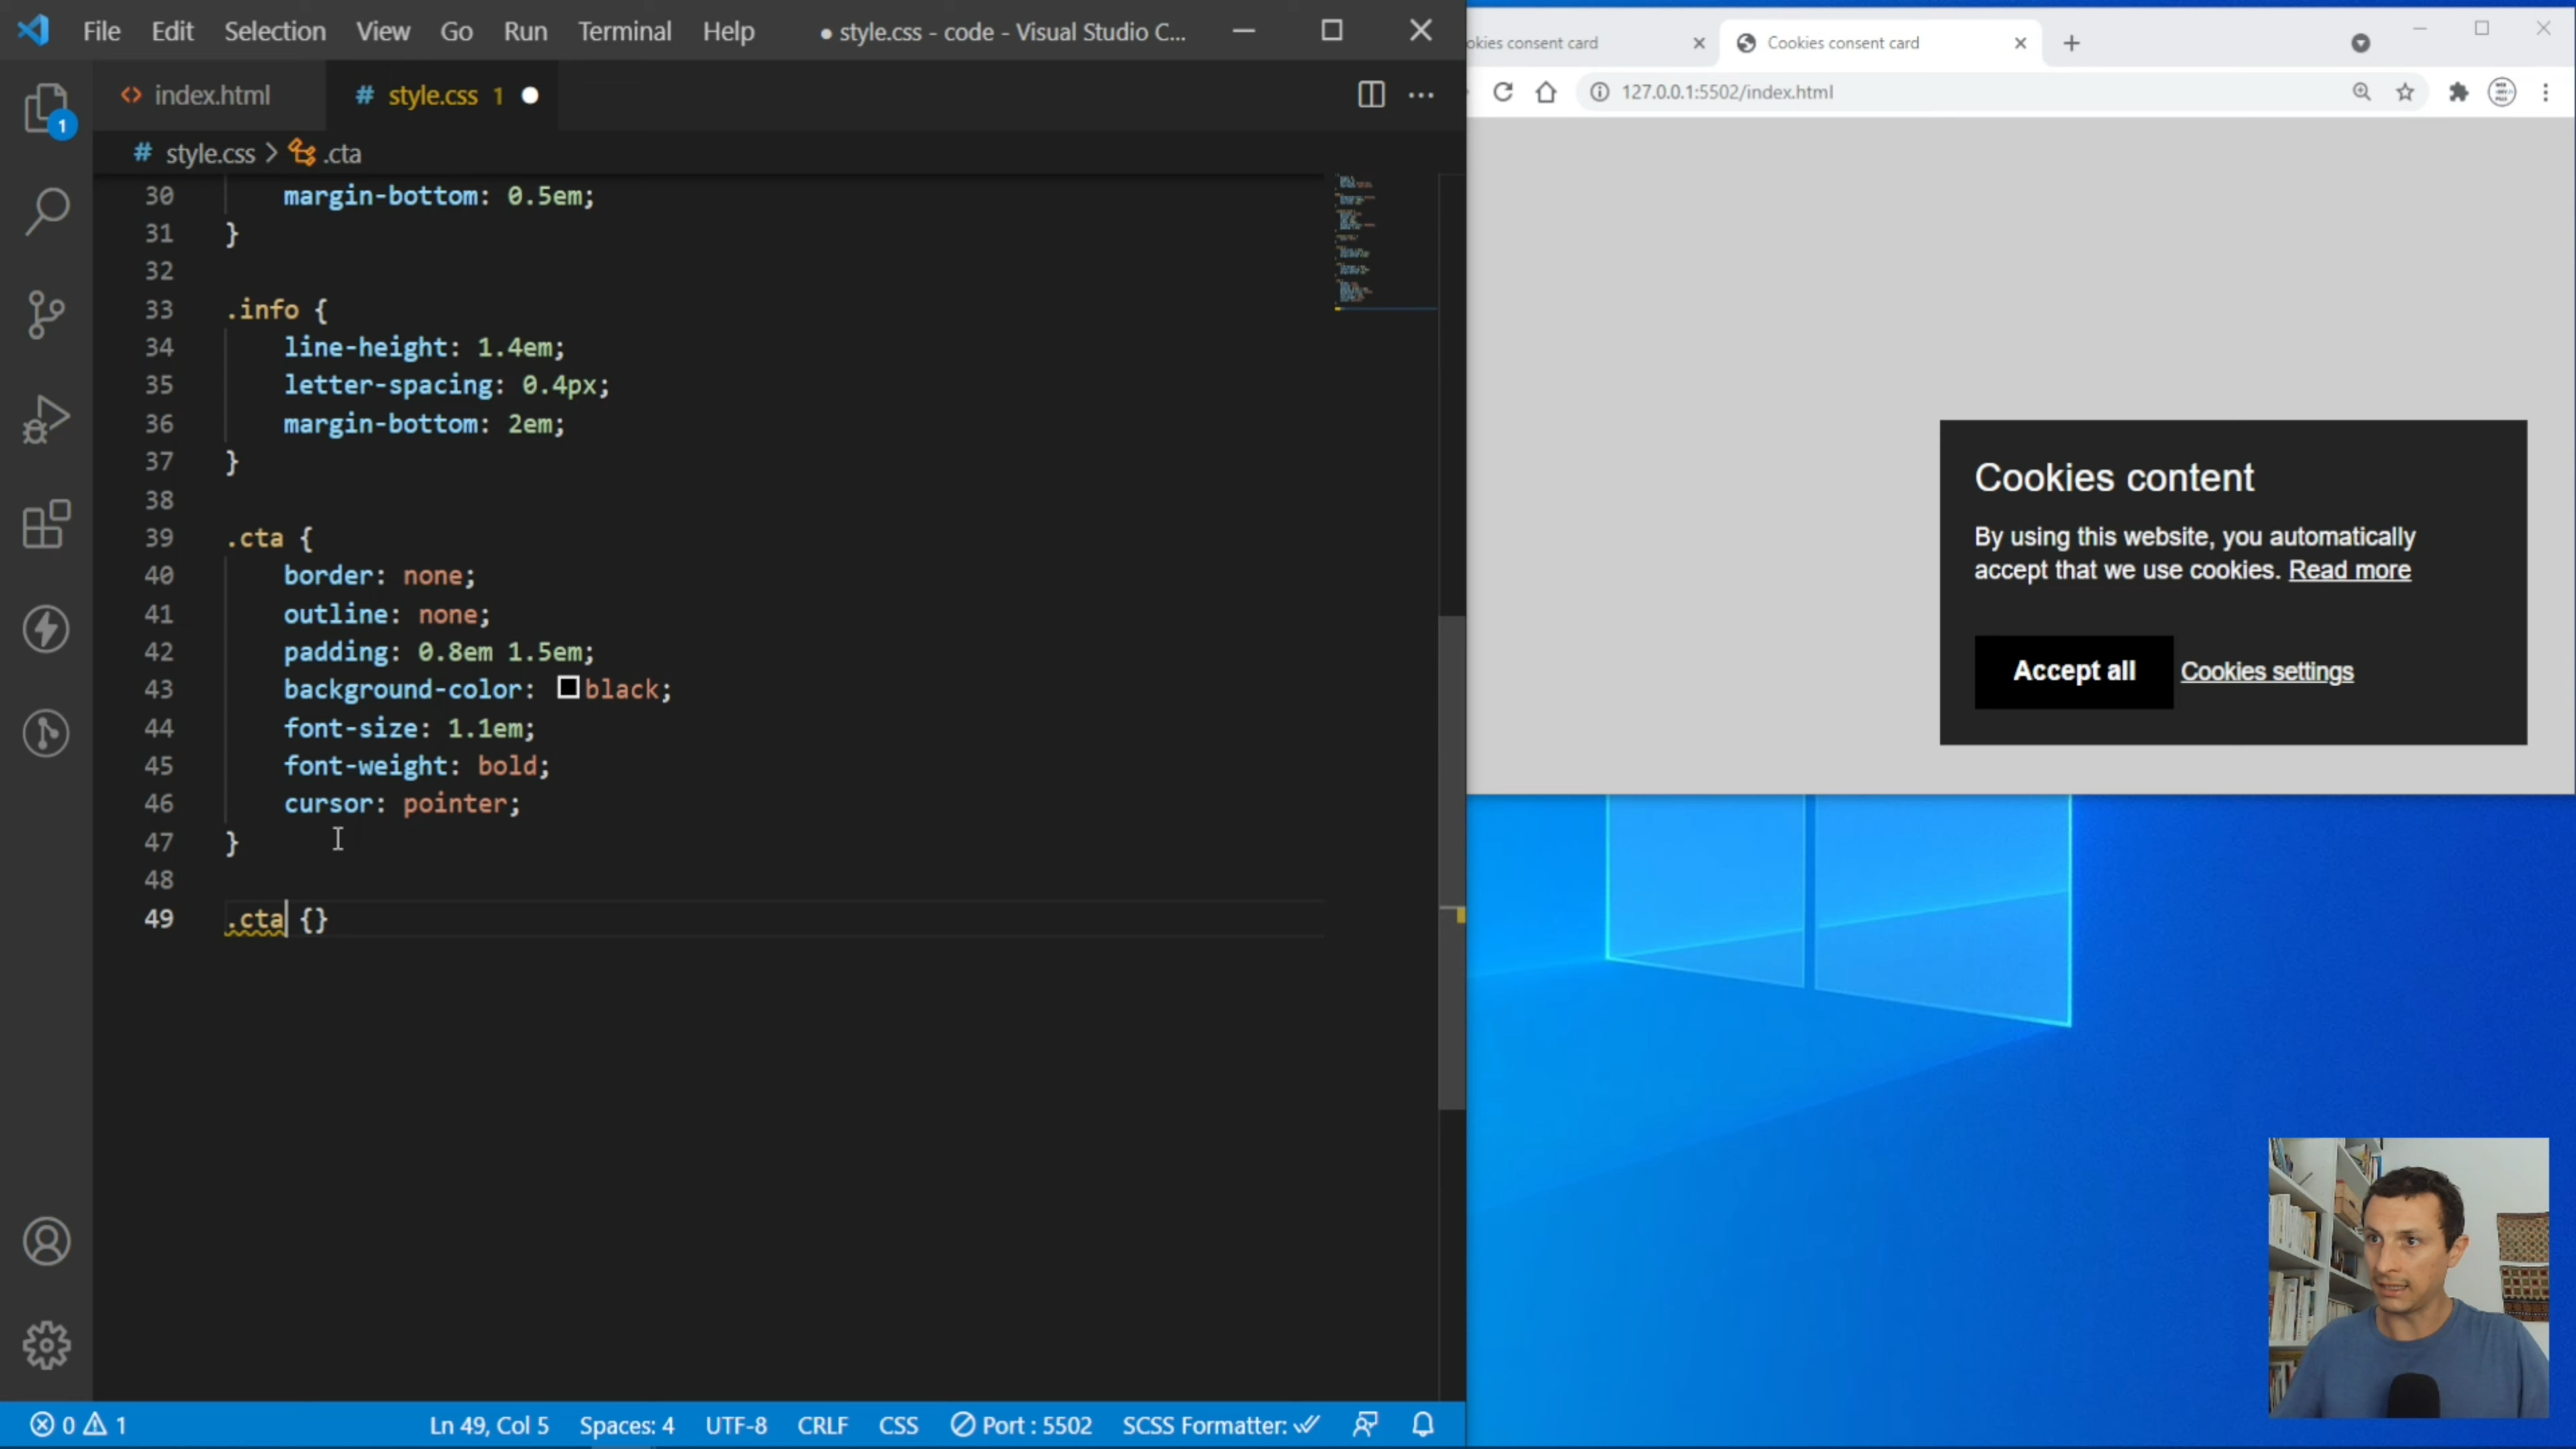 File Edit Selection View Go Run Terminal Help ● style.css - code - Visual Studio C...
index.html
# style.css 1
# style.css > .cta
30 margin-bottom: 0.5em;
31 }
32
33 .info {
34 line-height: 1.4em;
35 letter-spacing: 0.4px;
36 margin-bottom: 2em;
37 }
38
39 .cta {
40 border: none;
41 outline: none;
42 padding: 0.8em 1.5em;
43 background-color: black;
44 font-size: 1.1em;
45 font-weight: bold;
46 cursor: pointer;
47 }
48
49 .cta {}
1
0 1 Ln 49, Col 5 Spaces: 4 UTF-8 CRLF CSS Port : 5502 SCSS Formatter:
okies consent card
Cookies consent card
127.0.0.1:5502/index.html
Cookies content
By using this website, you automatically
accept that we use cookies. Read more
Accept all Cookies settings